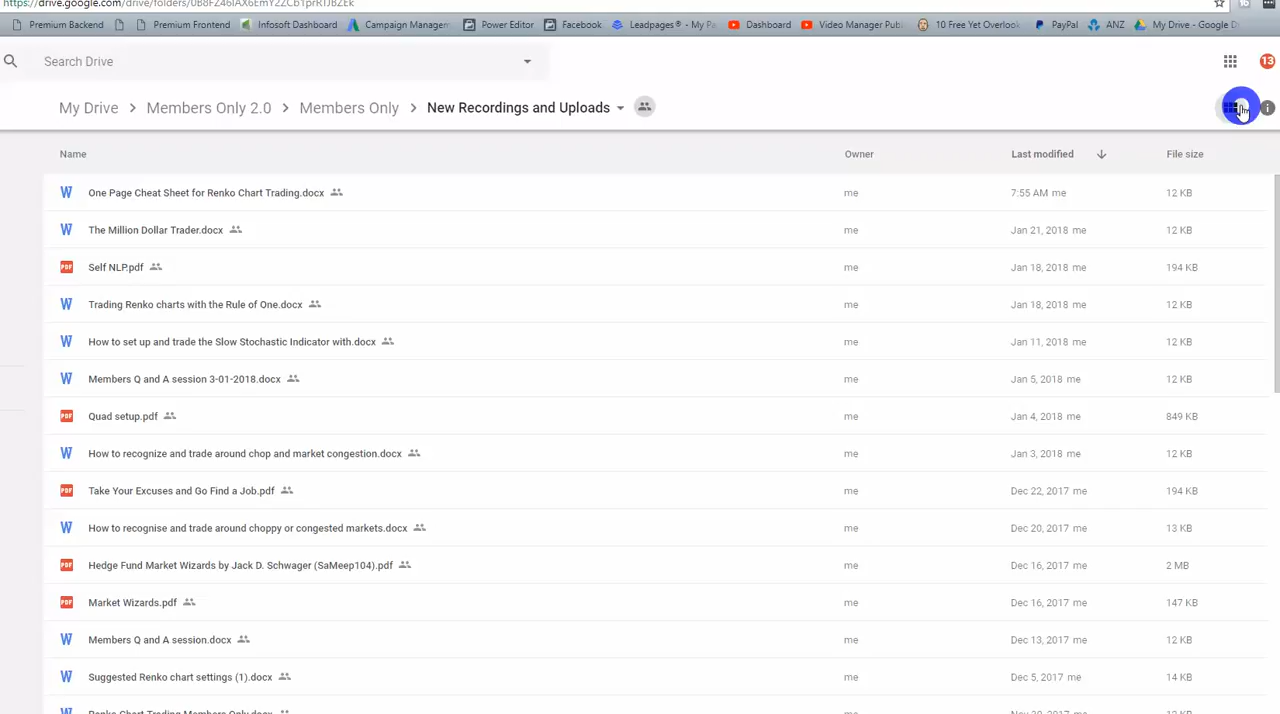 https://drive.google.com/drive/folders/
Premium Backend Premium Frontend Infosoft Dashboard Campaign Managem Power Editor Facebook Leadpages® - My Pa Dashboard Video Manager Pub 10 Free Yet Overlook PayPal ANZ My Drive - Google Dr
Search Drive
13
My Drive > Members Only 2.0 > Members Only > New Recordings and Uploads
Name Owner Last modified File size
One Page Cheat Sheet for Renko Chart Trading.docx me 7:55 AM me 12 KB
The Million Dollar Trader.docx me Jan 21, 2018 me 12 KB
PDF Self NLP.pdf me Jan 18, 2018 me 194 KB
Trading Renko charts with the Rule of One.docx me Jan 18, 2018 me 12 KB
How to set up and trade the Slow Stochastic Indicator with.docx me Jan 11, 2018 me 12 KB
Members Q and A session 3-01-2018.docx me Jan 5, 2018 me 12 KB
PDF Quad setup.pdf me Jan 4, 2018 me 849 KB
How to recognize and trade around chop and market congestion.docx me Jan 3, 2018 me 12 KB
PDF Take Your Excuses and Go Find a Job.pdf me Dec 22, 2017 me 194 KB
How to recognise and trade around choppy or congested markets.docx me Dec 20, 2017 me 13 KB
PDF Hedge Fund Market Wizards by Jack D. Schwager (SaMeep104).pdf me Dec 16, 2017 me 2 MB
PDF Market Wizards.pdf me Dec 16, 2017 me 147 KB
Members Q and A session.docx me Dec 13, 2017 me 12 KB
Suggested Renko chart settings (1).docx me Dec 5, 2017 me 14 KB
Renko Chart Trading Members Only.docx